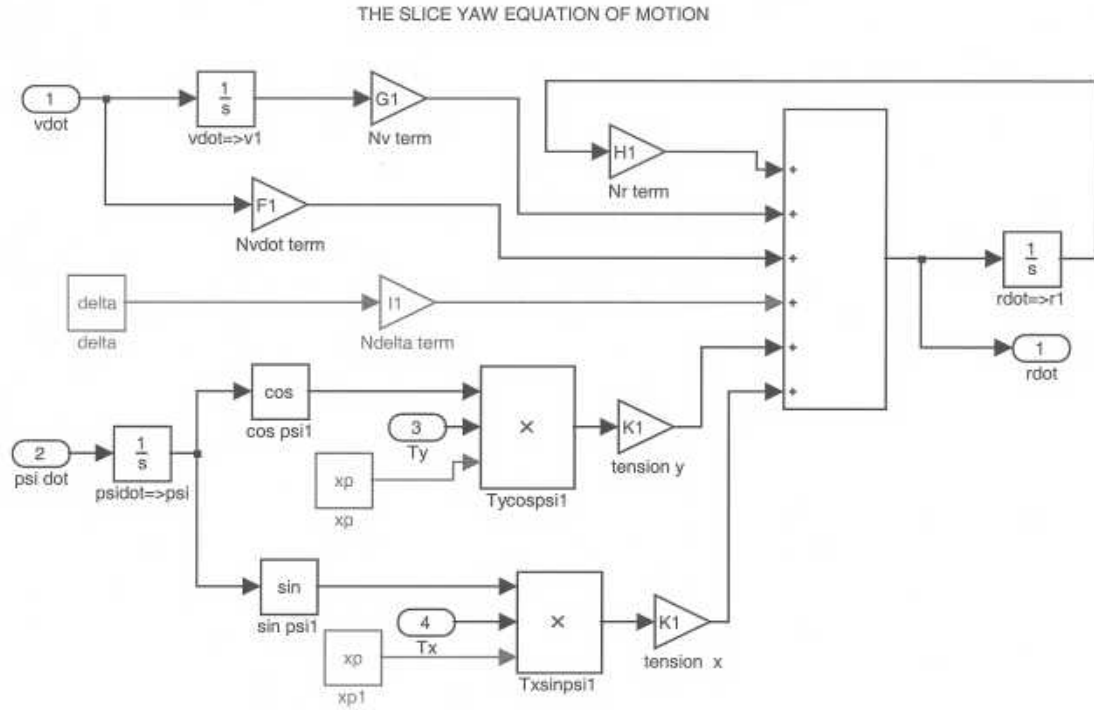 THE SLICE YAW EQUATION OF MOTION
1
vdot
1
s
vdot=>v1
G1
Nv term
H1
Nr term
F1
Nvdot term
+
+
+
+
+
+
1
s
rdot=>r1
1
rdot
delta
delta
I1
Ndelta term
cos
cos psi1
2
psi dot
1
s
psidot=>psi
3
Ty
xp
xp
×
Tycospsi1
K1
tension y
sin
sin psi1
4
Tx
xp
xp1
×
Txsinpsi1
K1
tension x